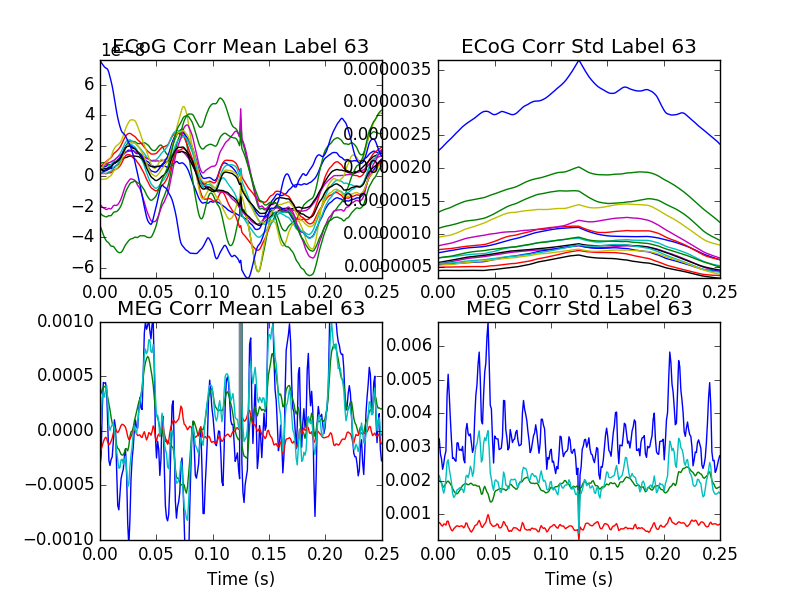 ECoG Corr Mean Label 63
1e−8
6
4
2
0
−2
−4
−6
0.00 0.05 0.10 0.15 0.20 0.25
ECoG Corr Std Label 63
0.0000035
0.0000030
0.0000025
0.0000020
0.0000015
0.0000010
0.0000005
0.00 0.05 0.10 0.15 0.20 0.25
MEG Corr Mean Label 63
0.0010
0.0005
0.0000
−0.0005
−0.0010
0.00 0.05 0.10 0.15 0.20 0.25
Time (s)
MEG Corr Std Label 63
0.006
0.005
0.004
0.003
0.002
0.001
0.00 0.05 0.10 0.15 0.20 0.25
Time (s)